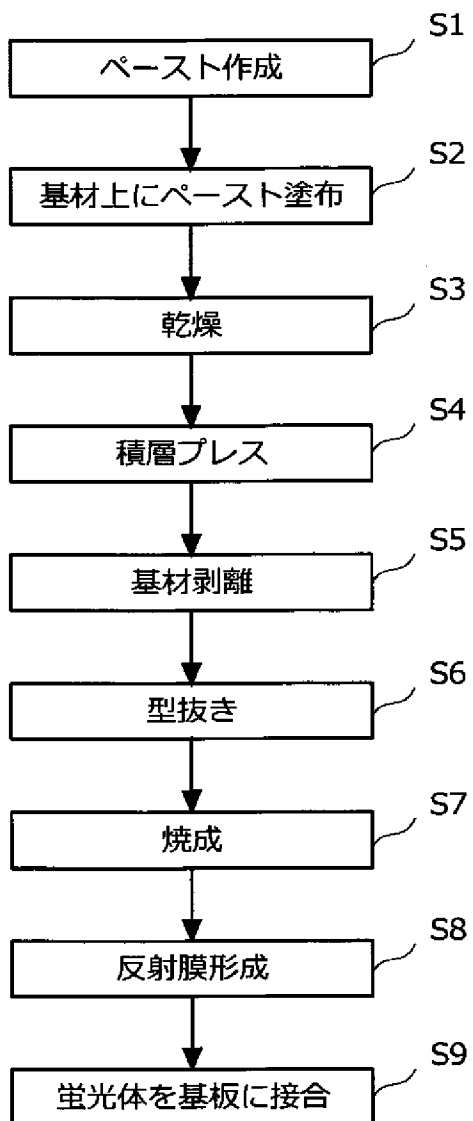 S1
ペースト作成
S2
基材上にペースト塗布
S3
乾燥
S4
積層プレス
S5
基材剥離
S6
型抜き
S7
焼成
S8
反射膜形成
S9
蛍光体を基板に接合